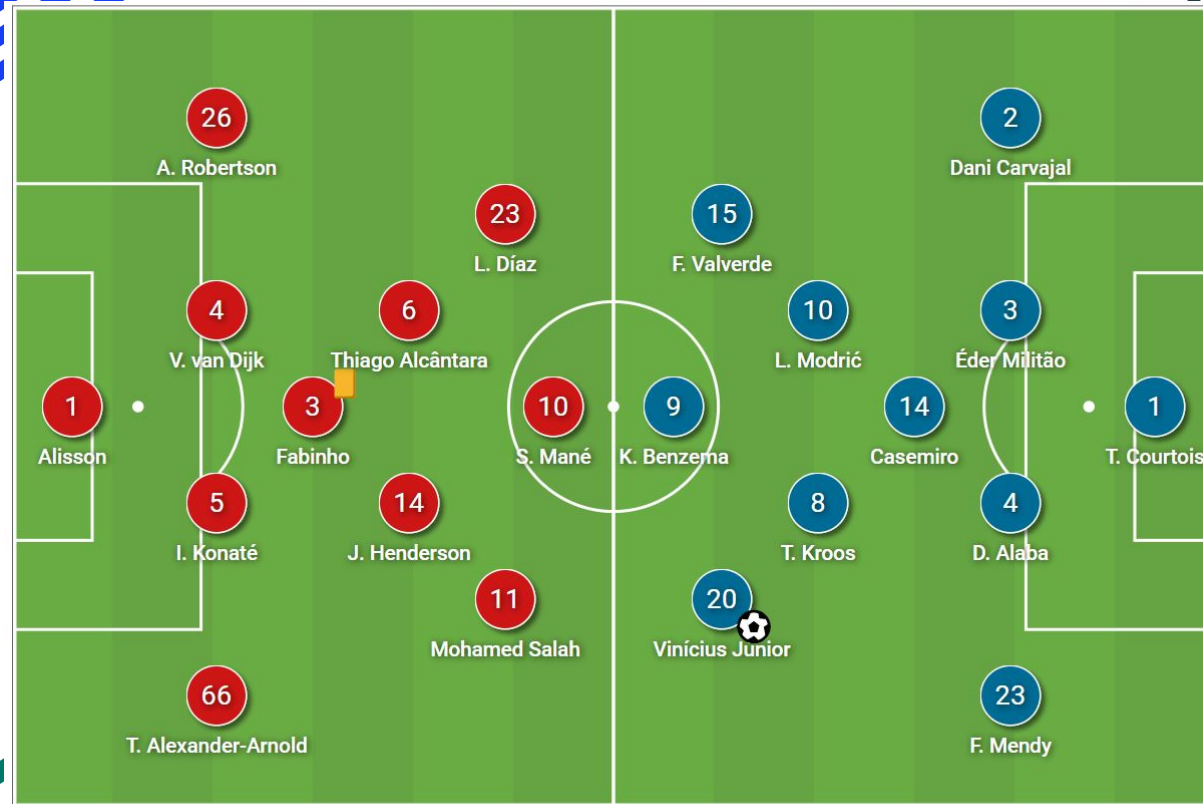 26
A. Robertson
2
Dani Carvajal
23
L. Díaz
15
F. Valverde
4
V. van Dijk
6
Thiago Alcântara
10
L. Modrić
3
Éder Militão
1
Alisson
3
Fabinho
10
S. Mané
9
K. Benzema
14
Casemiro
1
T. Courtois
5
I. Konaté
14
J. Henderson
8
T. Kroos
4
D. Alaba
11
Mohamed Salah
20
Vinícius Júnior
66
T. Alexander-Arnold
23
F. Mendy